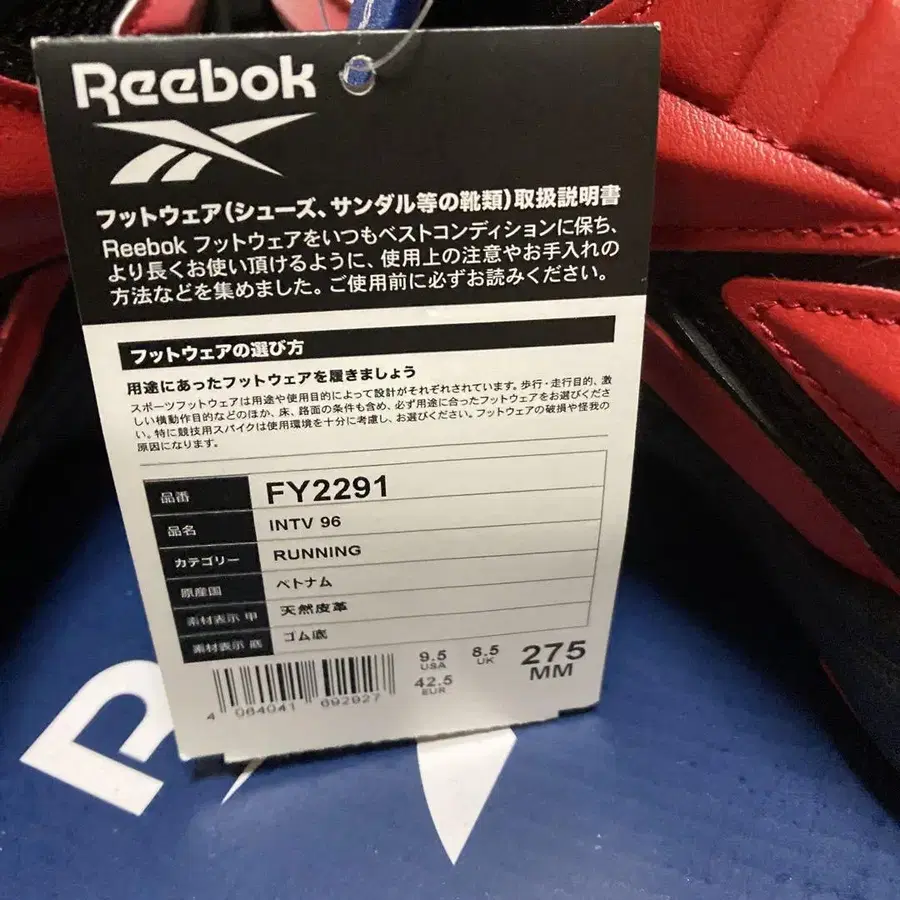 Reebok
フットウェア(シューズ、サンダル等の靴類)取扱説明書
Reebok フットウェアをいつもベストコンディションに保ち、
より長くお使い頂けるように、使用上の注意やお手入れの
方法などを集めました。ご使用前に必ずお読みください。
フットウェアの選び方
用途にあったフットウェアを履きましょう
スポーツフットウェアは用途や使用目的によって設計がそれぞれされています。歩行・走行目的、激
しい横動作目的などのほか、床、路面の条件も含め、必ず用途に合ったフットウェアをお選びくださ
い。特に競技用スパイクは使用環境を十分に考慮し、お選びください。フットウェアの破損や怪我の
原因になります。
品番 FY2291
品名 INTV 96
カテゴリー RUNNING
原産国 ベトナム
素材表示 甲 天然皮革
素材表示 底 ゴム底
9.5 8.5 275
USA UK MM
42.5
EUR
4 064041 692927